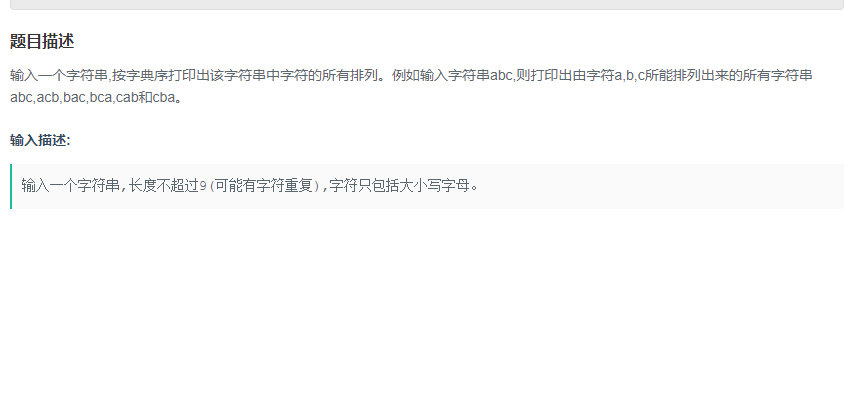 题目描述
输入一个字符串,按字典序打印出该字符串中字符的所有排列。例如输入字符串abc,则打印出由字符a,b,c所能排列出来的所有字符串
abc,acb,bac,bca,cab和cba。
输入描述:
输入一个字符串,长度不超过9(可能有字符重复),字符只包括大小写字母。